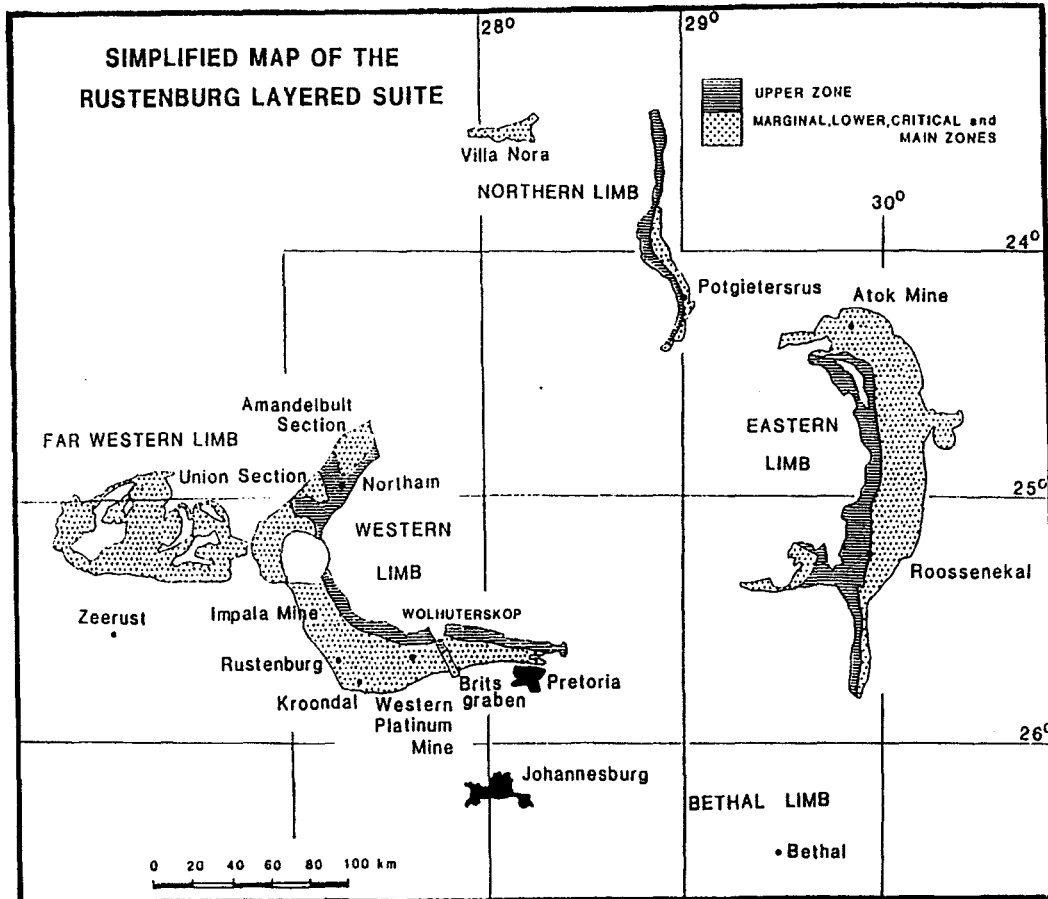 SIMPLIFIED MAP OF THE
RUSTENBURG LAYERED SUITE
28⁰
29⁰
UPPER ZONE
MARGINAL,LOWER,CRITICAL and
MAIN ZONES
Villa Nora
NORTHERN LIMB
30⁰
24⁰
Potgietersrus
Atok Mine
Amandelbult
Section
FAR WESTERN LIMB
Union Section
Northam
EASTERN
LIMB
25⁰
WESTERN
LIMB
Roossenekal
Zeerust
Impala Mine
WOLHUTERSKOP
Rustenburg
Kroondal
Western
Platinum
Mine
Brits
graben
Pretoria
26⁰
Johannesburg
BETHAL LIMB
Bethal
0 20 40 60 80 100 km